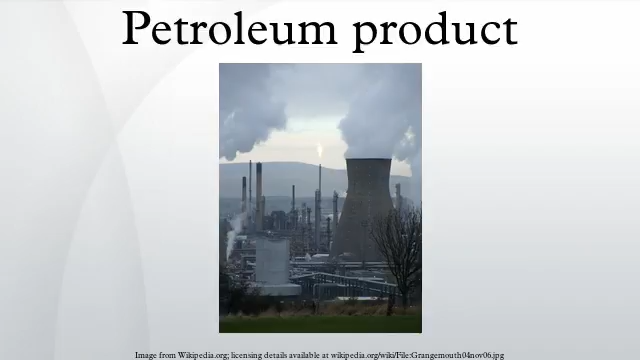 Petroleum product
Image from Wikipedia.org; licensing details available at wikipedia.org/wiki/File:Grangemouth04nov06.jpg